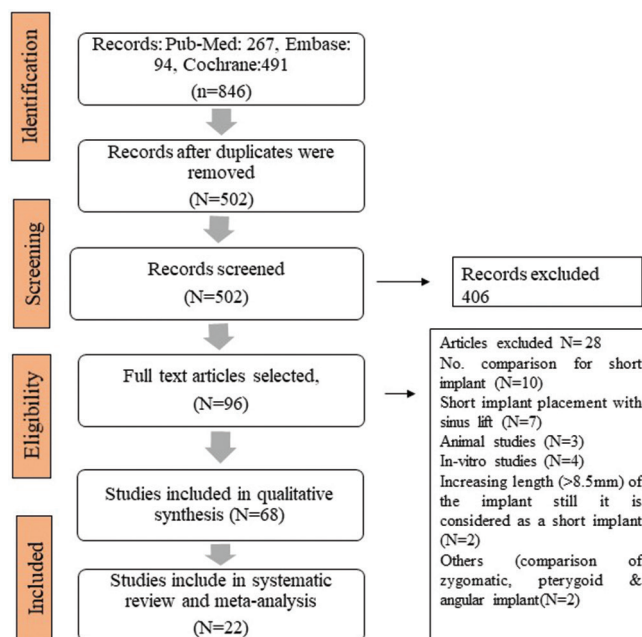 Identification
Records: Pub-Med: 267, Embase:
94, Cochrane:491
(n=846)
Records after duplicates were
removed
(N=502)
Screening
Records screened
(N=502)
Records excluded
406
Eligibility
Full text articles selected,
(N=96)
Articles excluded N= 28
No. comparison for short
implant (N=10)
Short implant placement with
sinus lift (N=7)
Animal studies (N=3)
In-vitro studies (N=4)
Increasing length (>8.5mm) of
the implant still it is
considered as a short implant
(N=2)
Others (comparison of
zygomatic, pterygoid &
angular implant(N=2)
Studies included in qualitative
synthesis (N=68)
Included
Studies include in systematic
review and meta-analysis
(N=22)